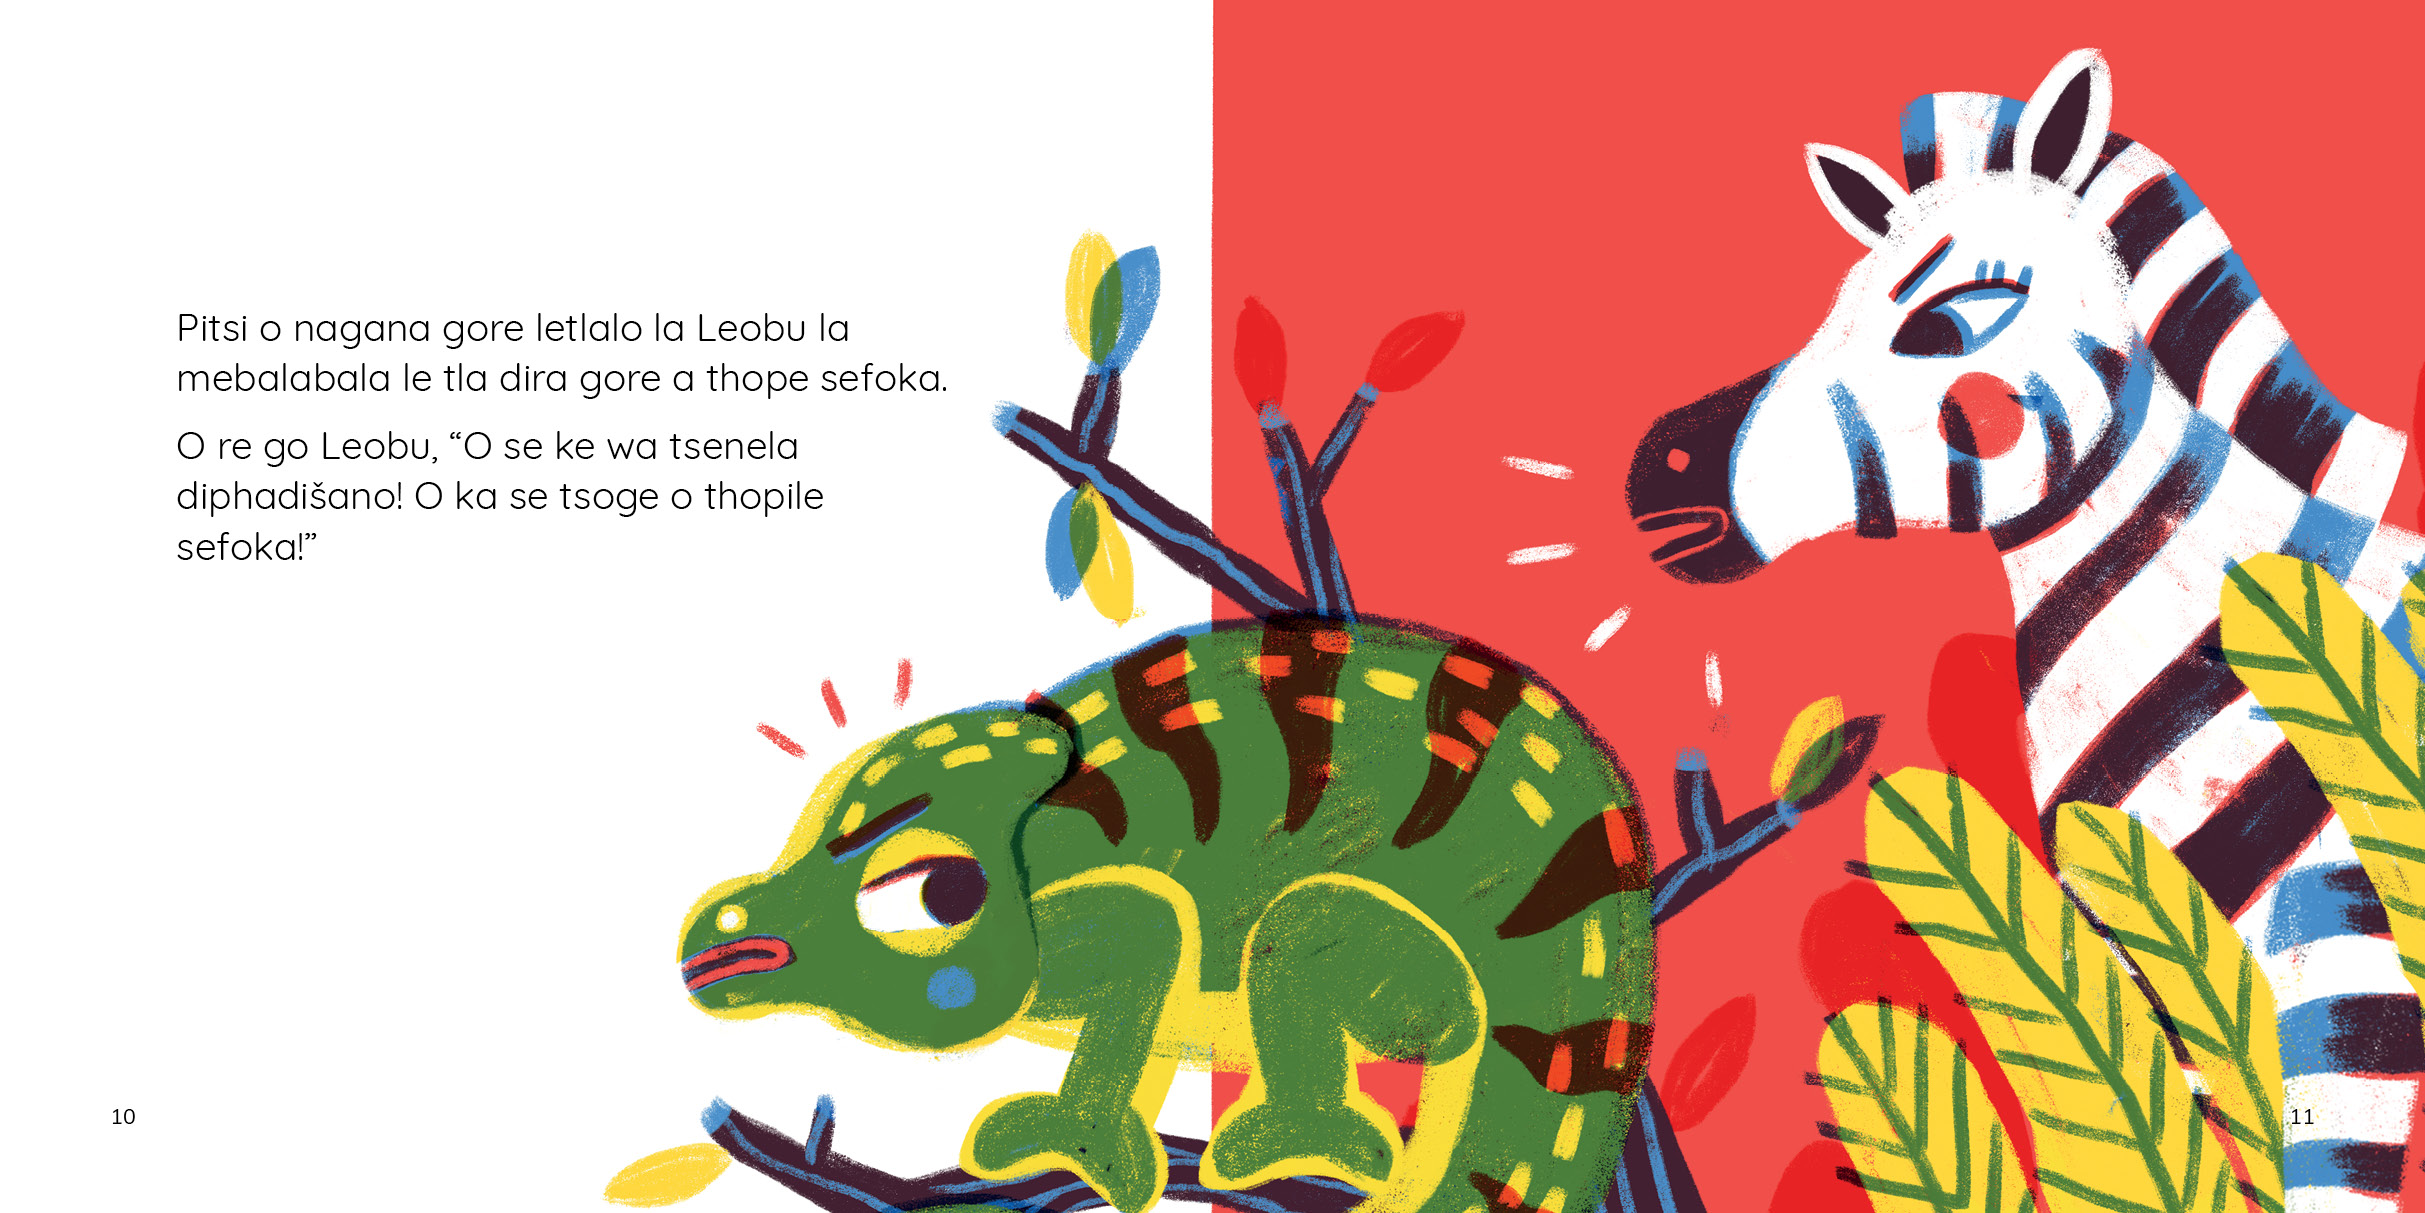 Pitsi o nagana gore letlalo la Leobu la
mebalabala le tla dira gore a thope sefoka.
O re go Leobu, “O se ke wa tsenela
diphadišano! O ka se tsoge o thopile
sefoka!”
10
11